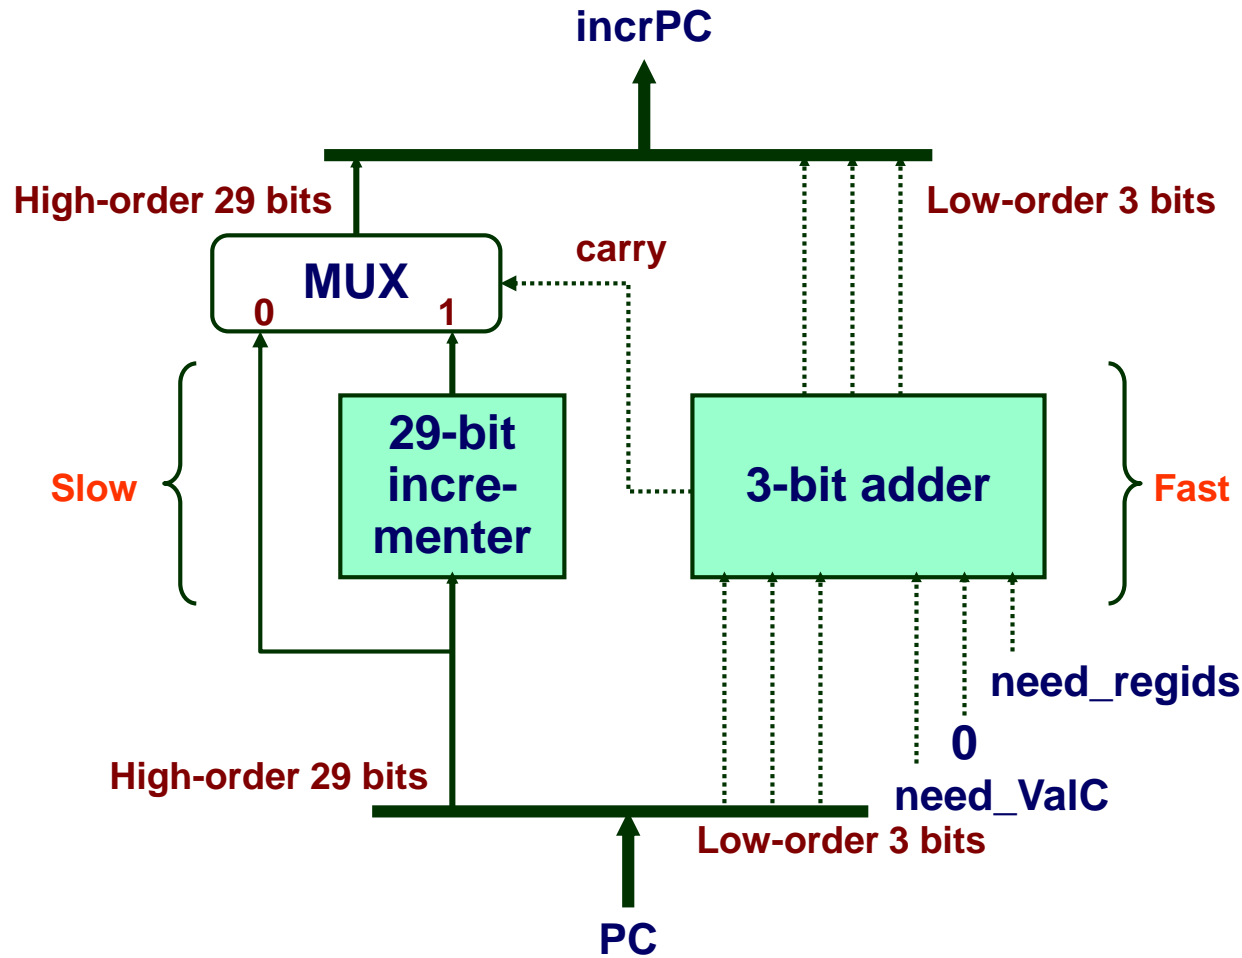 incrPC
High-order 29 bits
Low-order 3 bits
carry
MUX
0
1
29-bit
incre-
menter
3-bit adder
Slow
Fast
need_regids
0
High-order 29 bits
need_ValC
Low-order 3 bits
PC